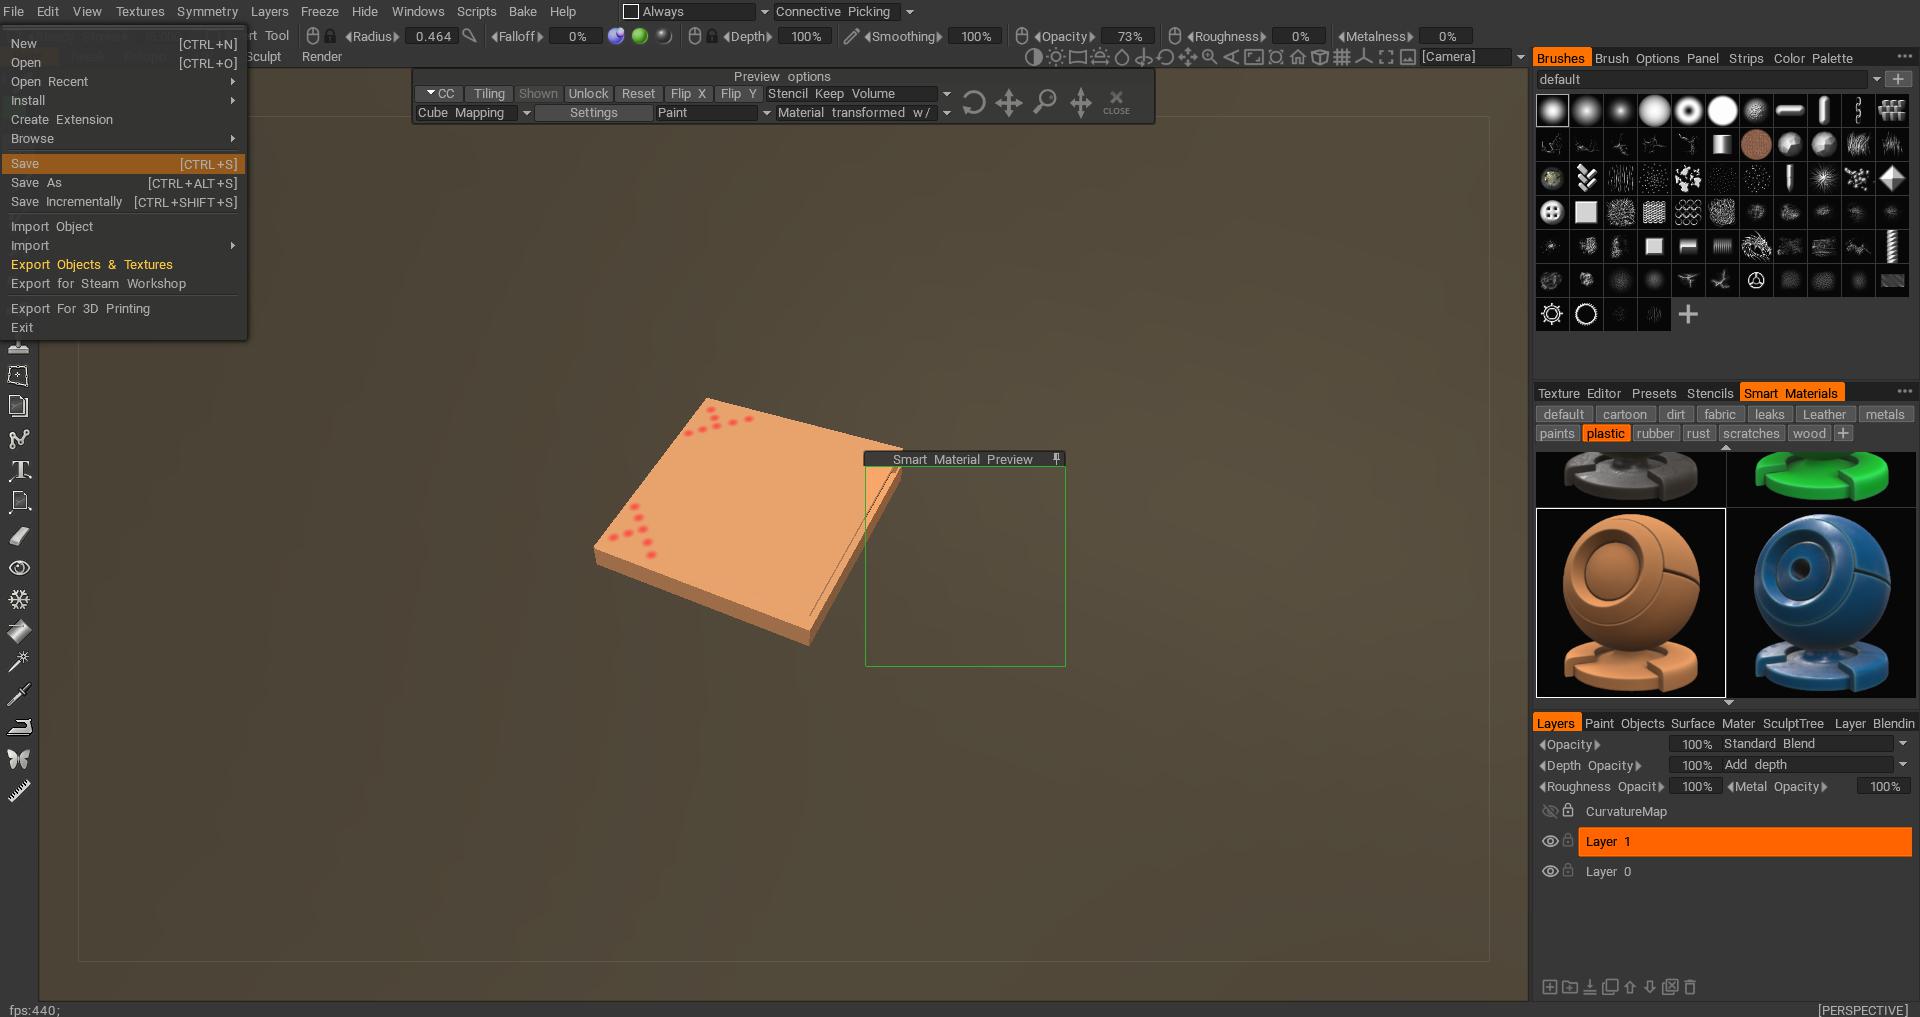 File Edit View Textures Symmetry Layers Freeze Hide Windows Scripts Bake Help Always Connective Picking
rt Tool Radius 0.464 Falloff 0% Depth 100% Smoothing 100% Opacity 73% Roughness 0% Metalness 0%
Sculpt Render [Camera]
New [CTRL+N]
Open [CTRL+O]
Open Recent
Install
Create Extension
Browse
Save [CTRL+S]
Save As [CTRL+ALT+S]
Save Incrementally [CTRL+SHIFT+S]
Import Object
Import
Export Objects & Textures
Export for Steam Workshop
Export For 3D Printing
Exit
Preview options
CC Tiling Shown Unlock Reset Flip X Flip Y Stencil Keep Volume
Cube Mapping Settings Paint Material transformed w/
CLOSE
Smart Material Preview
Brushes Brush Options Panel Strips Color Palette
default
Texture Editor Presets Stencils Smart Materials
default cartoon dirt fabric leaks Leather metals
paints plastic rubber rust scratches wood
Layers Paint Objects Surface Mater SculptTree Layer Blendin
Opacity 100% Standard Blend
Depth Opacity 100% Add depth
Roughness Opacit 100% Metal Opacity 100%
CurvatureMap
Layer 1
Layer 0
fps:440;
[PERSPECTIVE]